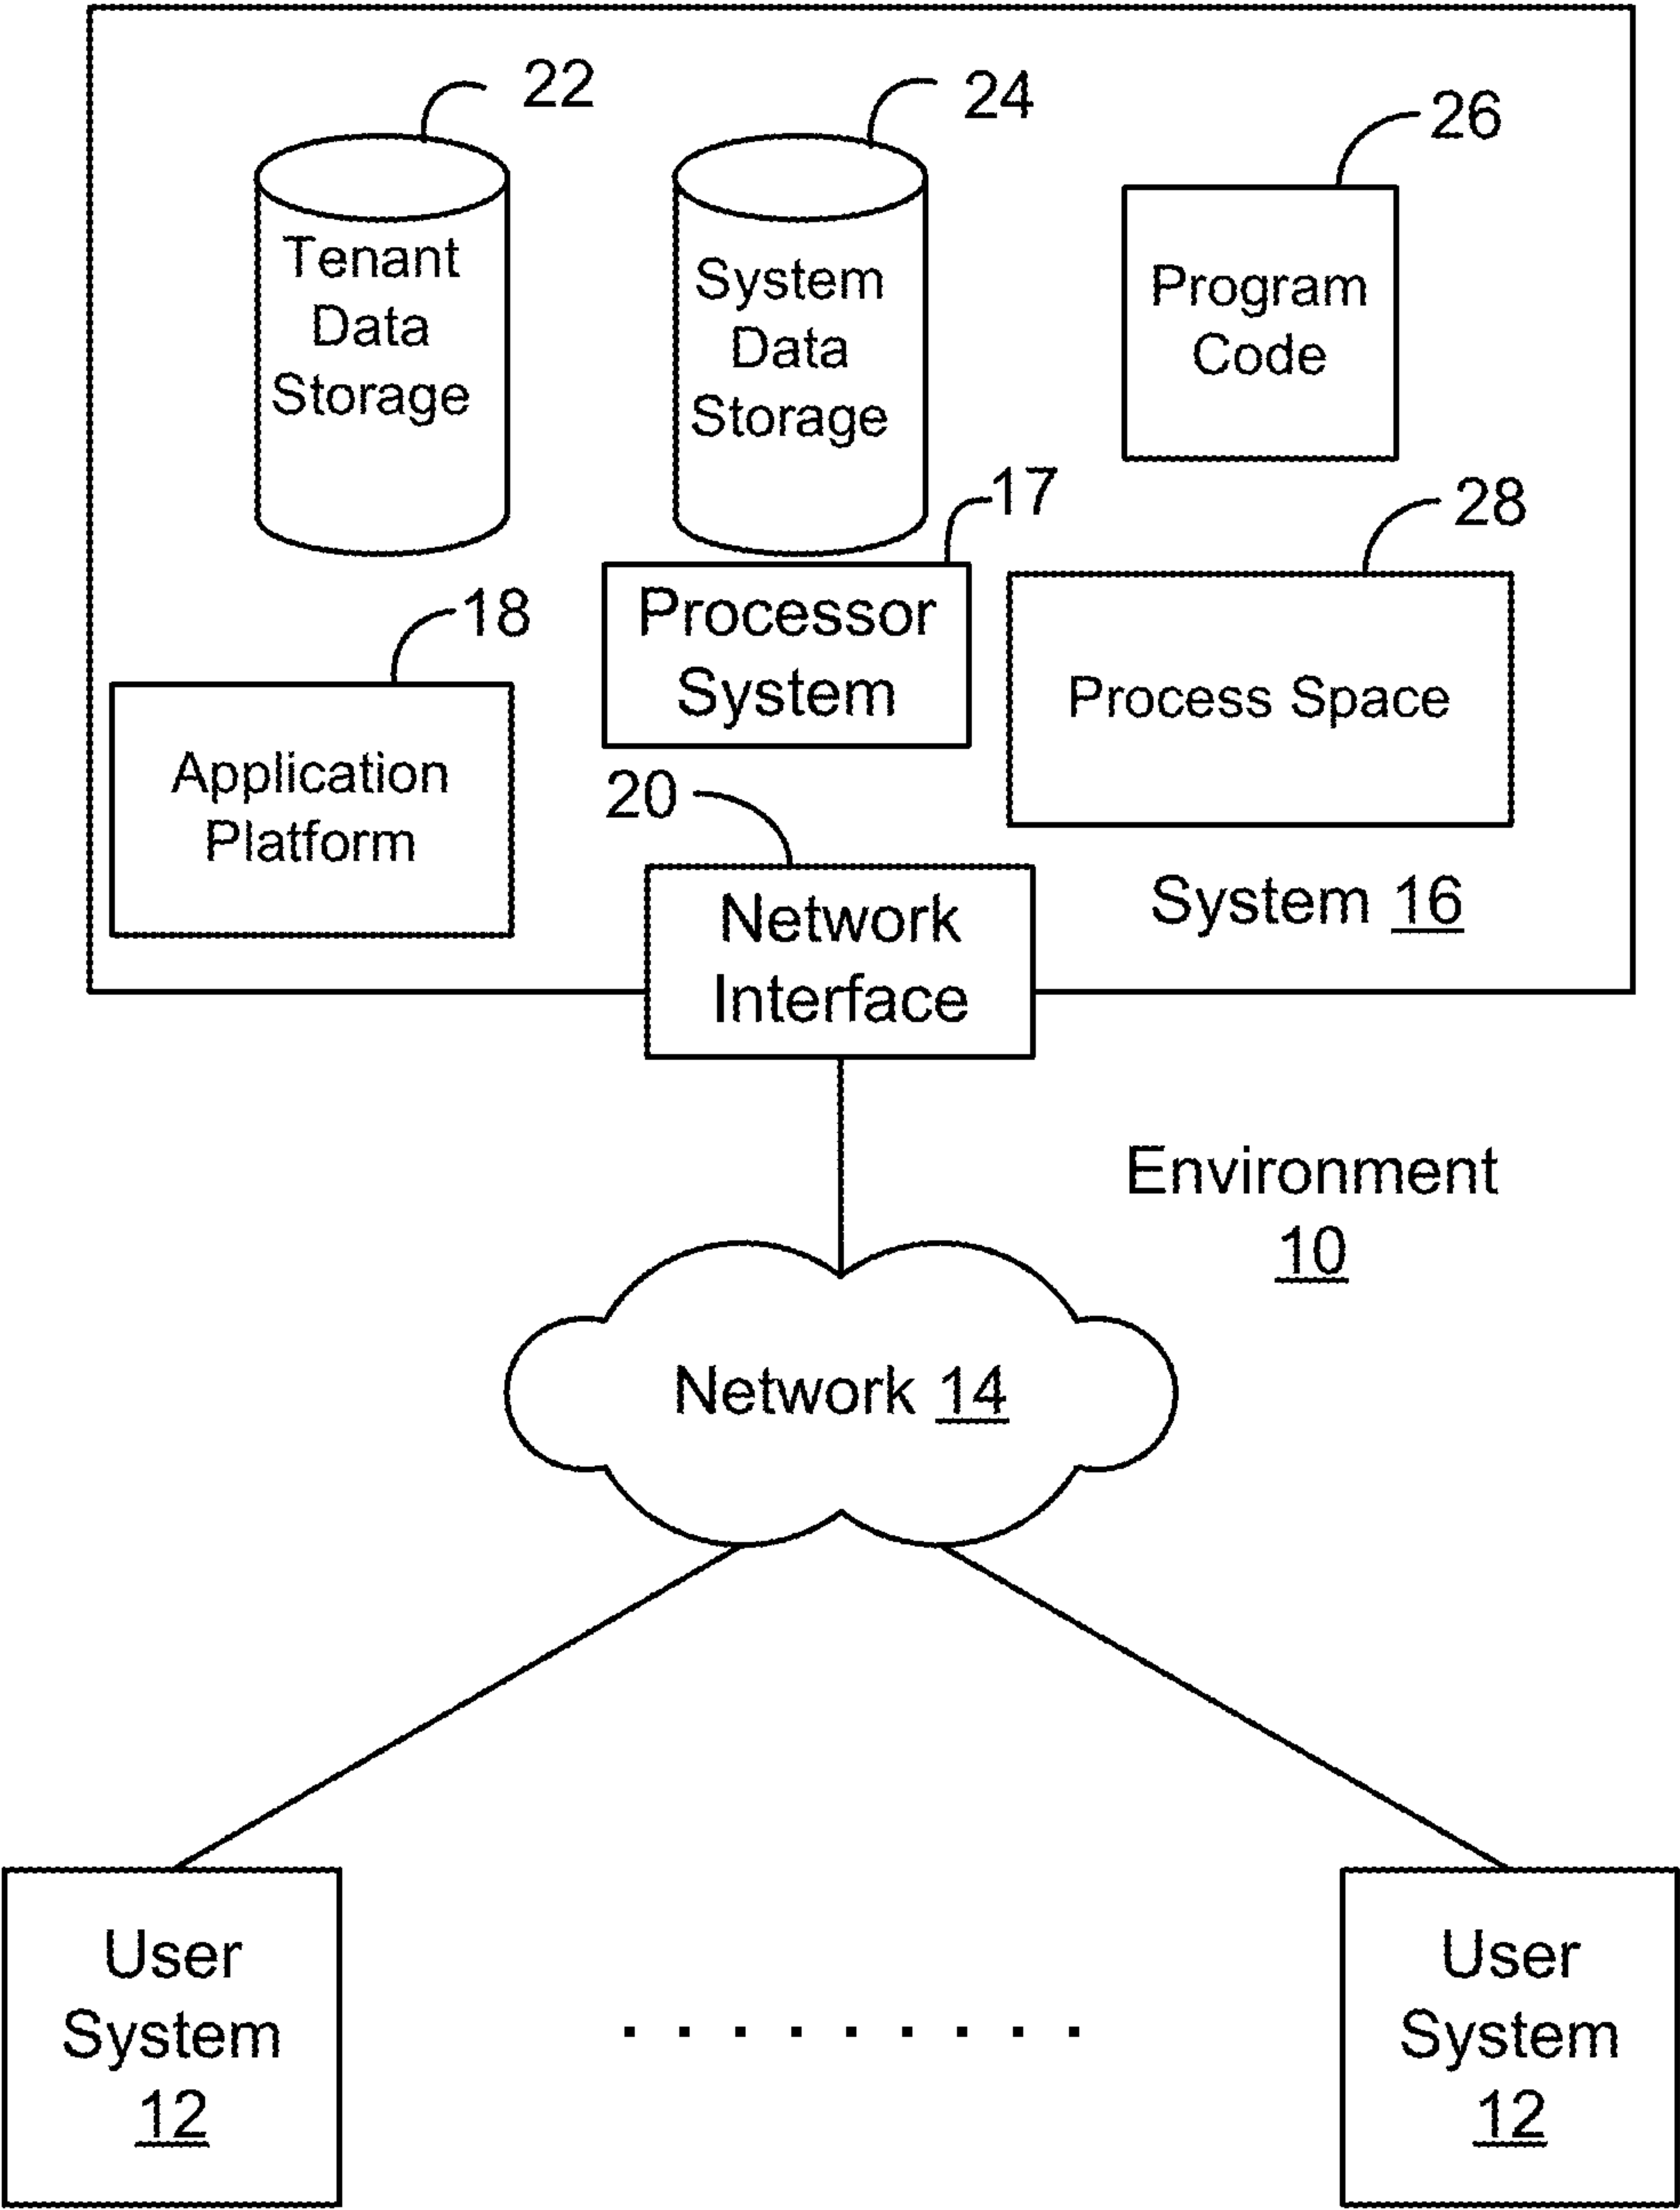 22
24
26
Tenant
Data
Storage
System
Data
Storage
Program
Code
17
28
18
Processor
System
Process Space
Application
Platform
20
Network
Interface
System 16
Environment
10
Network 14
User
System
12
. . . . . . . . .
User
System
12